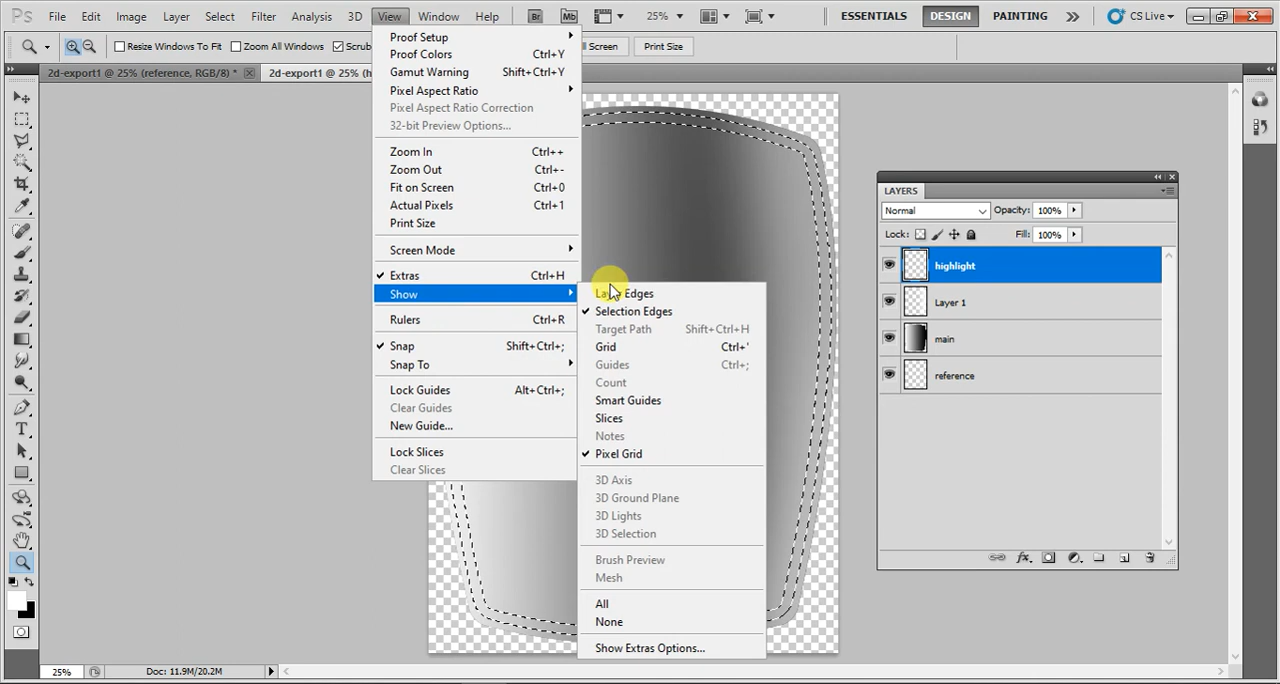 Ps File Edit Image Layer Select Filter Analysis 3D View Window Help Br Mb 25% ESSENTIALS DESIGN PAINTING CS Live
Resize Windows To Fit Zoom All Windows Scrub Screen Print Size
2d-export1 @ 25% (reference, RGB/8) * 2d-export1 @ 25% (h
Proof Setup
Proof Colors Ctrl+Y
Gamut Warning Shift+Ctrl+Y
Pixel Aspect Ratio
Pixel Aspect Ratio Correction
32-bit Preview Options...
Zoom In Ctrl++
Zoom Out Ctrl+-
Fit on Screen Ctrl+0
Actual Pixels Ctrl+1
Print Size
Screen Mode
Extras Ctrl+H
Show
Rulers Ctrl+R
Snap Shift+Ctrl+;
Snap To
Lock Guides Alt+Ctrl+;
Clear Guides
New Guide...
Lock Slices
Clear Slices
Layer Edges
Selection Edges
Target Path Shift+Ctrl+H
Grid Ctrl+'
Guides Ctrl+;
Count
Smart Guides
Slices
Notes
Pixel Grid
3D Axis
3D Ground Plane
3D Lights
3D Selection
Brush Preview
Mesh
All
None
Show Extras Options...
LAYERS
Normal Opacity: 100%
Lock: Fill: 100%
highlight
Layer 1
main
reference
25% Doc: 11.9M/20.2M